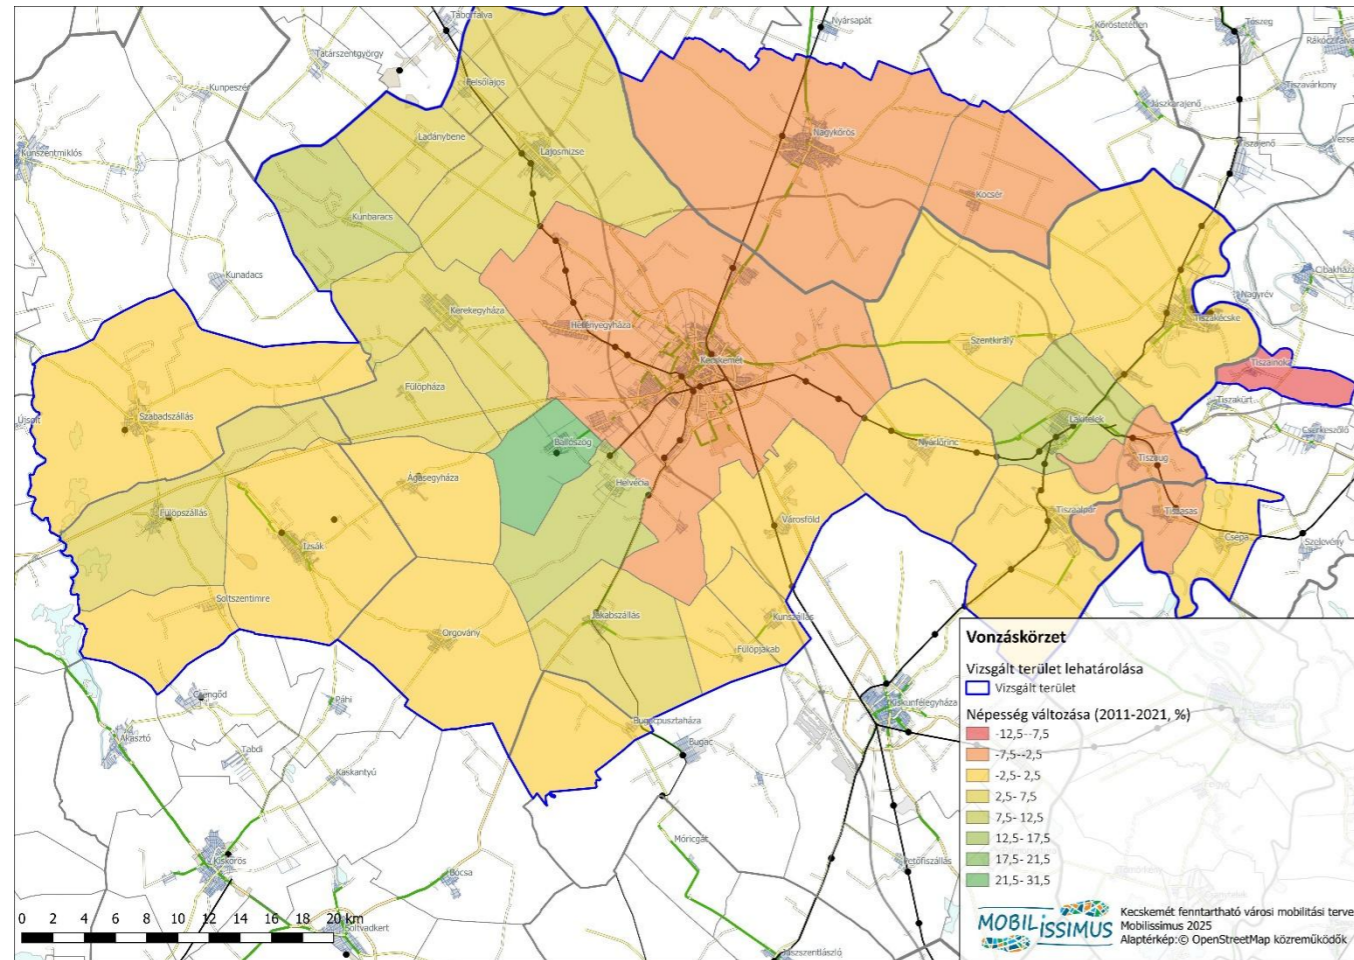 Táborfalva
Nyársapát
Kőröstetétlen
Tószeg
Tatárszentgyörgy
Kunpeszér
Felsőlajos
Tiszavárkony
Jászkarajenő
Ladánybene
Lajosmizse
Nagykőrös
Kunszentmiklós
Tiszajenő
Kocsér
Kunbaracs
Kunadacs
Cibakháza
Nagyrév
Kerekegyháza
Hetényegyháza
Tiszakécske
Szentkirály
Kecskemét
Tiszainoka
Fülöpháza
Tiszakürt
Szabadszállás
Újsolt
Lakitelek
Cserkeszőlő
Ballószög
Nyárlőrinc
Tiszaug
Ágasegyháza
Helvécia
Fülöpszállás
Városföld
Tiszaalpár
Tiszasas
Csépa
Izsák
Szelevény
Soltszentimre
Jakabszállás
Kunszállás
Orgovány
Fülöpjakab
Csengőd
Páhi
Bugacpusztaháza
Bugac
Kiskunfélegyháza
Akasztó
Tabdi
Kaskantyú
Móricgát
Kiskőrös
Bócsa
Petőfiszállás
Soltvadkert
Jászszentlászló
Vonzáskörzet
Vizsgált terület lehatárolása
Vizsgált terület
Népesség változása (2011-2021, %)
-12,5--7,5
-7,5--2,5
-2,5- 2,5
2,5- 7,5
7,5- 12,5
12,5- 17,5
17,5- 21,5
21,5- 31,5
0 2 4 6 8 10 12 14 16 18 20 km
MOBILISSIMUS
Kecskemét fenntartható városi mobilitási terve
Mobilissimus 2025
Alaptérkép:© OpenStreetMap közreműködők